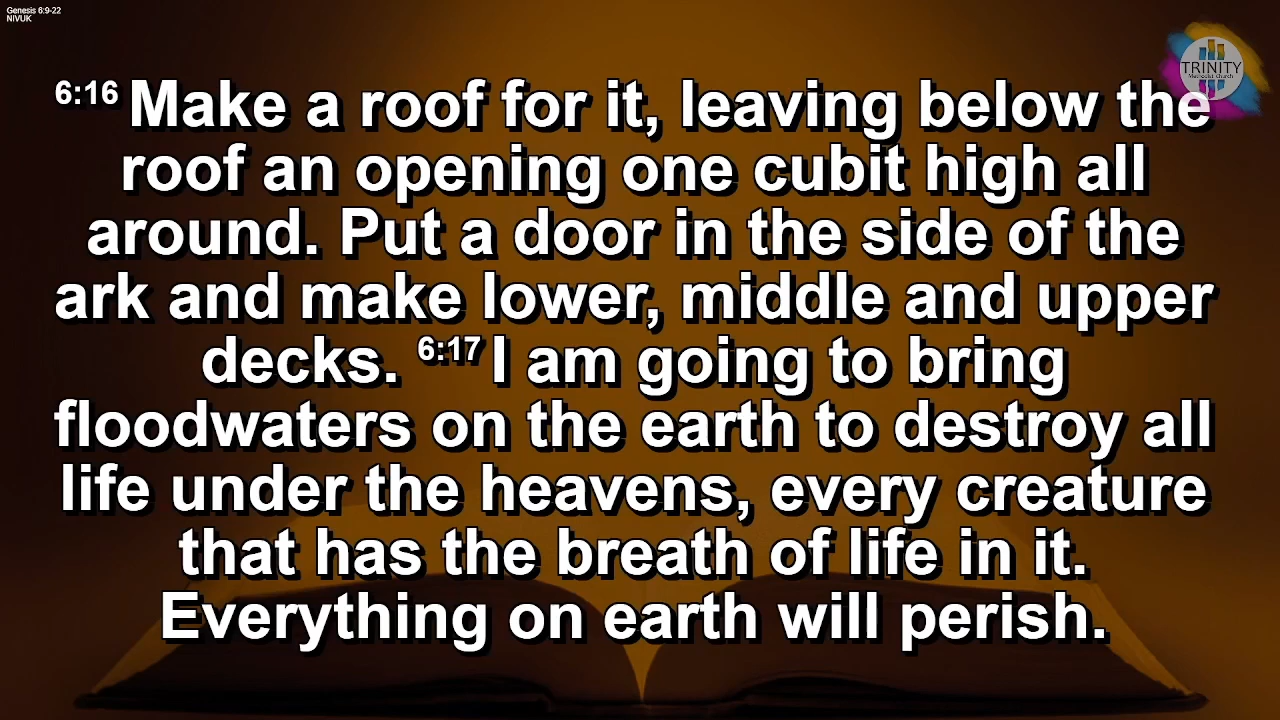 Genesis 6:9-22
NIVUK
TRINITY
Methodist church
6:16 Make a roof for it, leaving below the
roof an opening one cubit high all
around. Put a door in the side of the
ark and make lower, middle and upper
decks. 6:17 I am going to bring
floodwaters on the earth to destroy all
life under the heavens, every creature
that has the breath of life in it.
Everything on earth will perish.